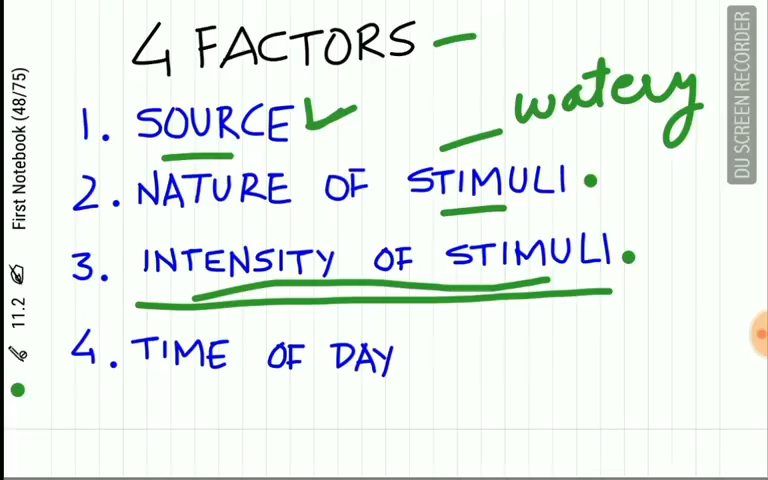 4 FACTORS –
watery
1. SOURCE ✓
2. NATURE OF STIMULI •
3. INTENSITY OF STIMULI •
4. TIME OF DAY
First Notebook (48/75)
11.2
DU SCREEN RECORDER